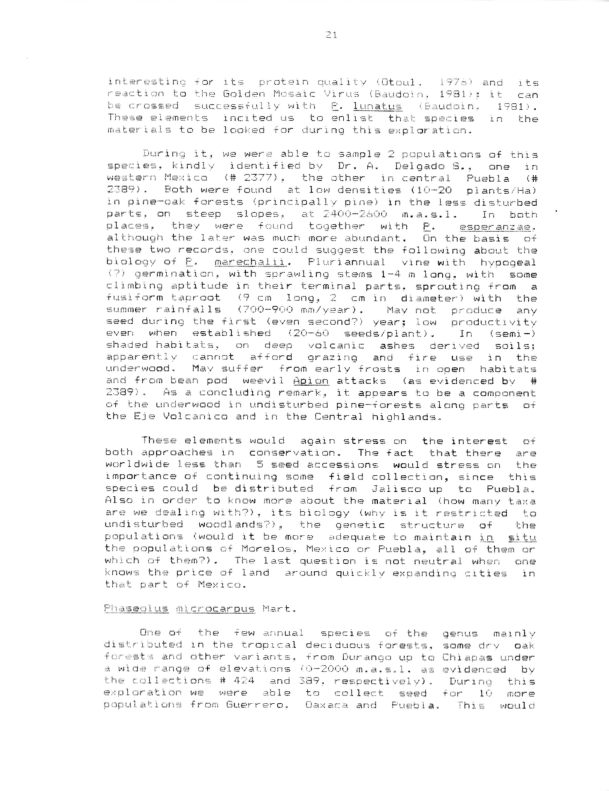 21
interesting for its protein quality (Otoul, 1976) and its
reaction to the Golden Mosaic Virus (Baudoin, 1981); it can
be crossed successfully with P. lunatus (Baudoin, 1981).
These elements incited us to enlist that species in the
materials to be looked for during this exploration.
During it, we were able to sample 2 populations of this
species, kindly identified by Dr. A. Delgado S., one in
western Mexico (# 2377), the other in central Puebla (#
2389). Both were found at low densities (10-20 plants/Ha)
in pine-oak forests (principally pine) in the less disturbed
parts, on steep slopes, at 2400-2600 m.a.s.l. In both
places, they were found together with P. esperanzae,
although the later was much more abundant. On the basis of
these two records, one could suggest the following about the
biology of P. marechalii. Pluriannual vine with hypogeal
(?) germination, with sprawling stems 1-4 m long, with some
climbing aptitude in their terminal parts, sprouting from a
fusiform taproot (9 cm long, 2 cm in diameter) with the
summer rainfalls (700-900 mm/year). May not produce any
seed during the first (even second?) year; low productivity
even when established (20-60 seeds/plant). In (semi-)
shaded habitats, on deep volcanic ashes derived soils;
apparently cannot afford grazing and fire use in the
underwood. May suffer from early frosts in open habitats
and from bean pod weevil Apion attacks (as evidenced by #
2389). As a concluding remark, it appears to be a component
of the underwood in undisturbed pine-forests along parts of
the Eje Volcanico and in the Central highlands.
These elements would again stress on the interest of
both approaches in conservation. The fact that there are
worldwide less than 5 seed accessions would stress on the
importance of continuing some field collection, since this
species could be distributed from Jalisco up to Puebla.
Also in order to know more about the material (how many taxa
are we dealing with?), its biology (why is it restricted to
undisturbed woodlands?), the genetic structure of the
populations (would it be more adequate to maintain in situ
the populations of Morelos, Mexico or Puebla, all of them or
which of them?). The last question is not neutral when one
knows the price of land around quickly expanding cities in
that part of Mexico.
Phaseolus microcarpus Mart.
One of the few annual species of the genus mainly
distributed in the tropical deciduous forests, some dry oak
forests and other variants, from Durango up to Chiapas under
a wide range of elevations (0-2000 m.a.s.l. as evidenced by
the collections # 424 and 389, respectively). During this
exploration we were able to collect seed for 10 more
populations from Guerrero, Oaxaca and Puebla. This would